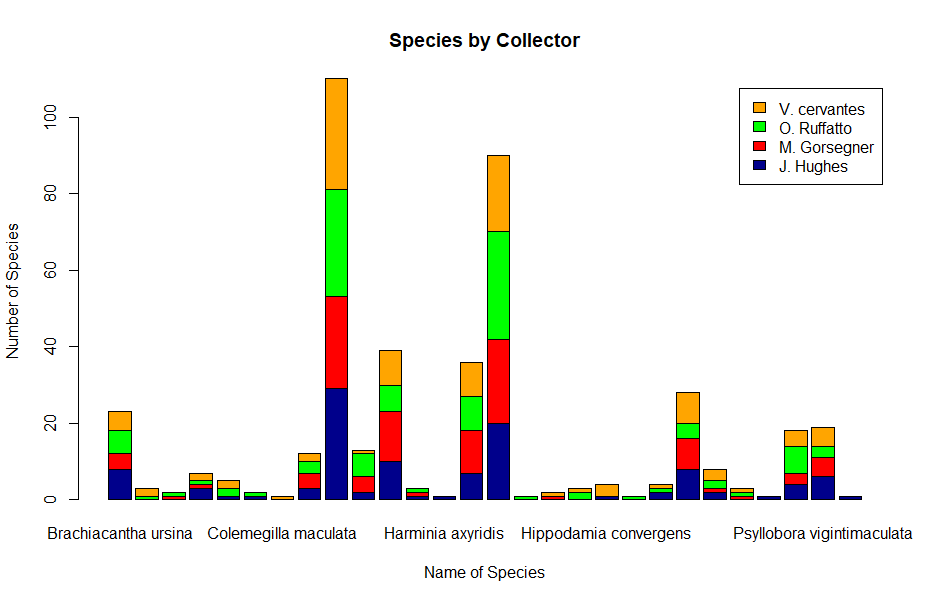 Species by Collector
V. cervantes
O. Ruffatto
M. Gorsegner
J. Hughes
Number of Species
100
80
60
40
20
0
Brachiacantha ursina Colemegilla maculata Harminia axyridis Hippodamia convergens Psyllobora vigintimaculata
Name of Species